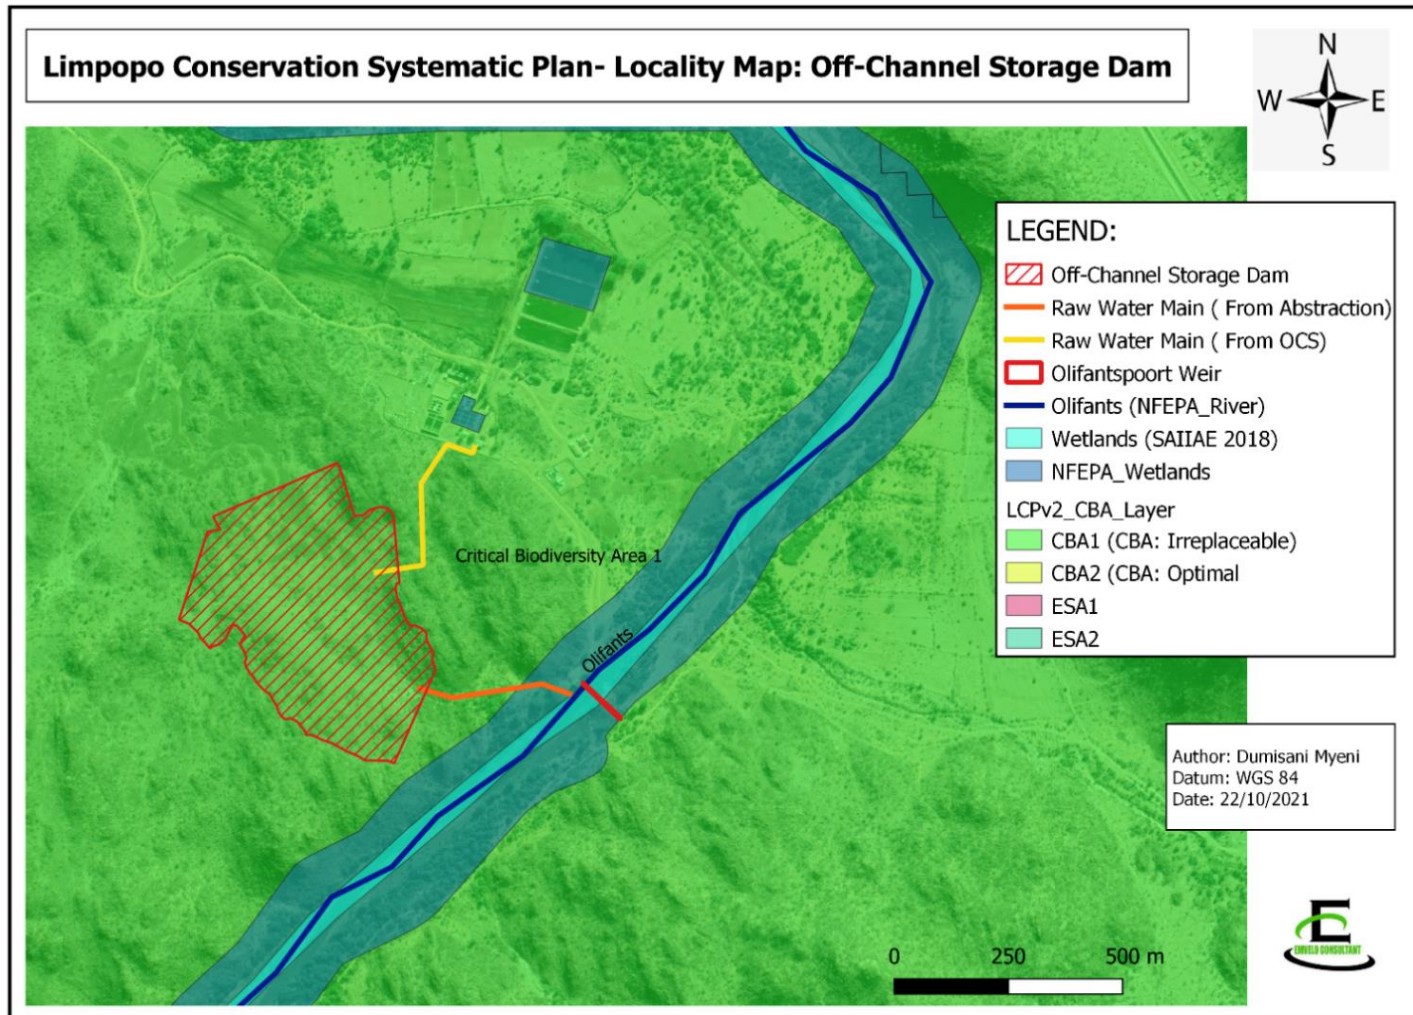 Limpopo Conservation Systematic Plan- Locality Map: Off-Channel Storage Dam
N
W
E
S
LEGEND:
Off-Channel Storage Dam
Raw Water Main ( From Abstraction)
Raw Water Main ( From OCS)
Olifantspoort Weir
Olifants (NFEPA_River)
Wetlands (SAIIAE 2018)
NFEPA_Wetlands
LCPv2_CBA_Layer
CBA1 (CBA: Irreplaceable)
CBA2 (CBA: Optimal
ESA1
ESA2
Critical Biodiversity Area 1
Olifants
Author: Dumisani Myeni
Datum: WGS 84
Date: 22/10/2021
0 250 500 m
E
EMVELO CONSULTANT